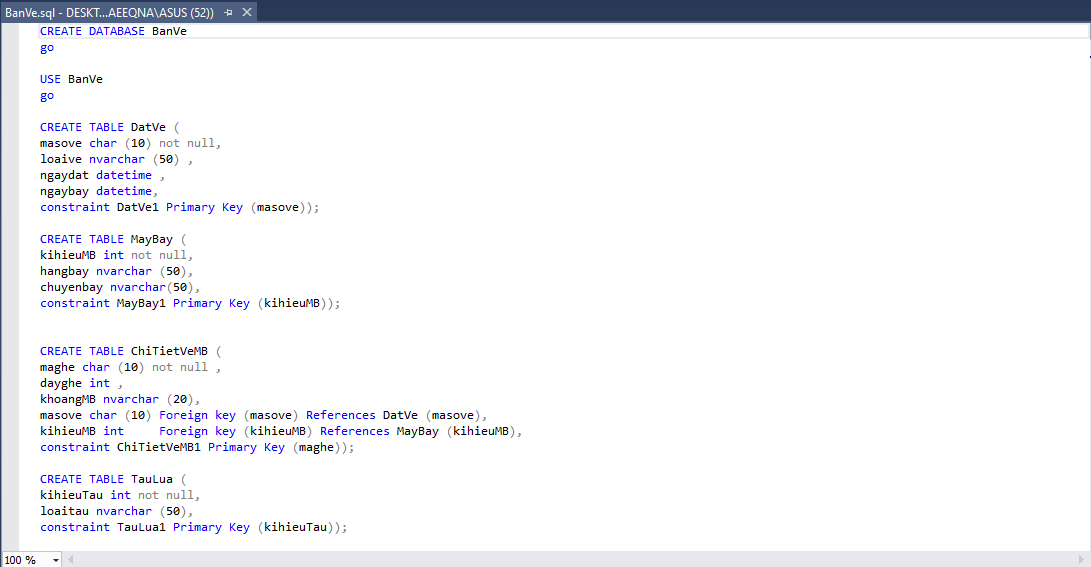 BanVe.sql - DESKT...AEEQNA\ASUS (52))
CREATE DATABASE BanVe
go
USE BanVe
go
CREATE TABLE DatVe (
masove char (10) not null,
loaive nvarchar (50) ,
ngaydat datetime ,
ngaybay datetime,
constraint DatVe1 Primary Key (masove));
CREATE TABLE MayBay (
kihieuMB int not null,
hangbay nvarchar (50),
chuyenbay nvarchar(50),
constraint MayBay1 Primary Key (kihieuMB));
CREATE TABLE ChiTietVeMB (
maghe char (10) not null ,
dayghe int ,
khoangMB nvarchar (20),
masove char (10) Foreign key (masove) References DatVe (masove),
kihieuMB int     Foreign key (kihieuMB) References MayBay (kihieuMB),
constraint ChiTietVeMB1 Primary Key (maghe));
CREATE TABLE TauLua (
kihieuTau int not null,
loaitau nvarchar (50),
constraint TauLua1 Primary Key (kihieuTau));
100 %